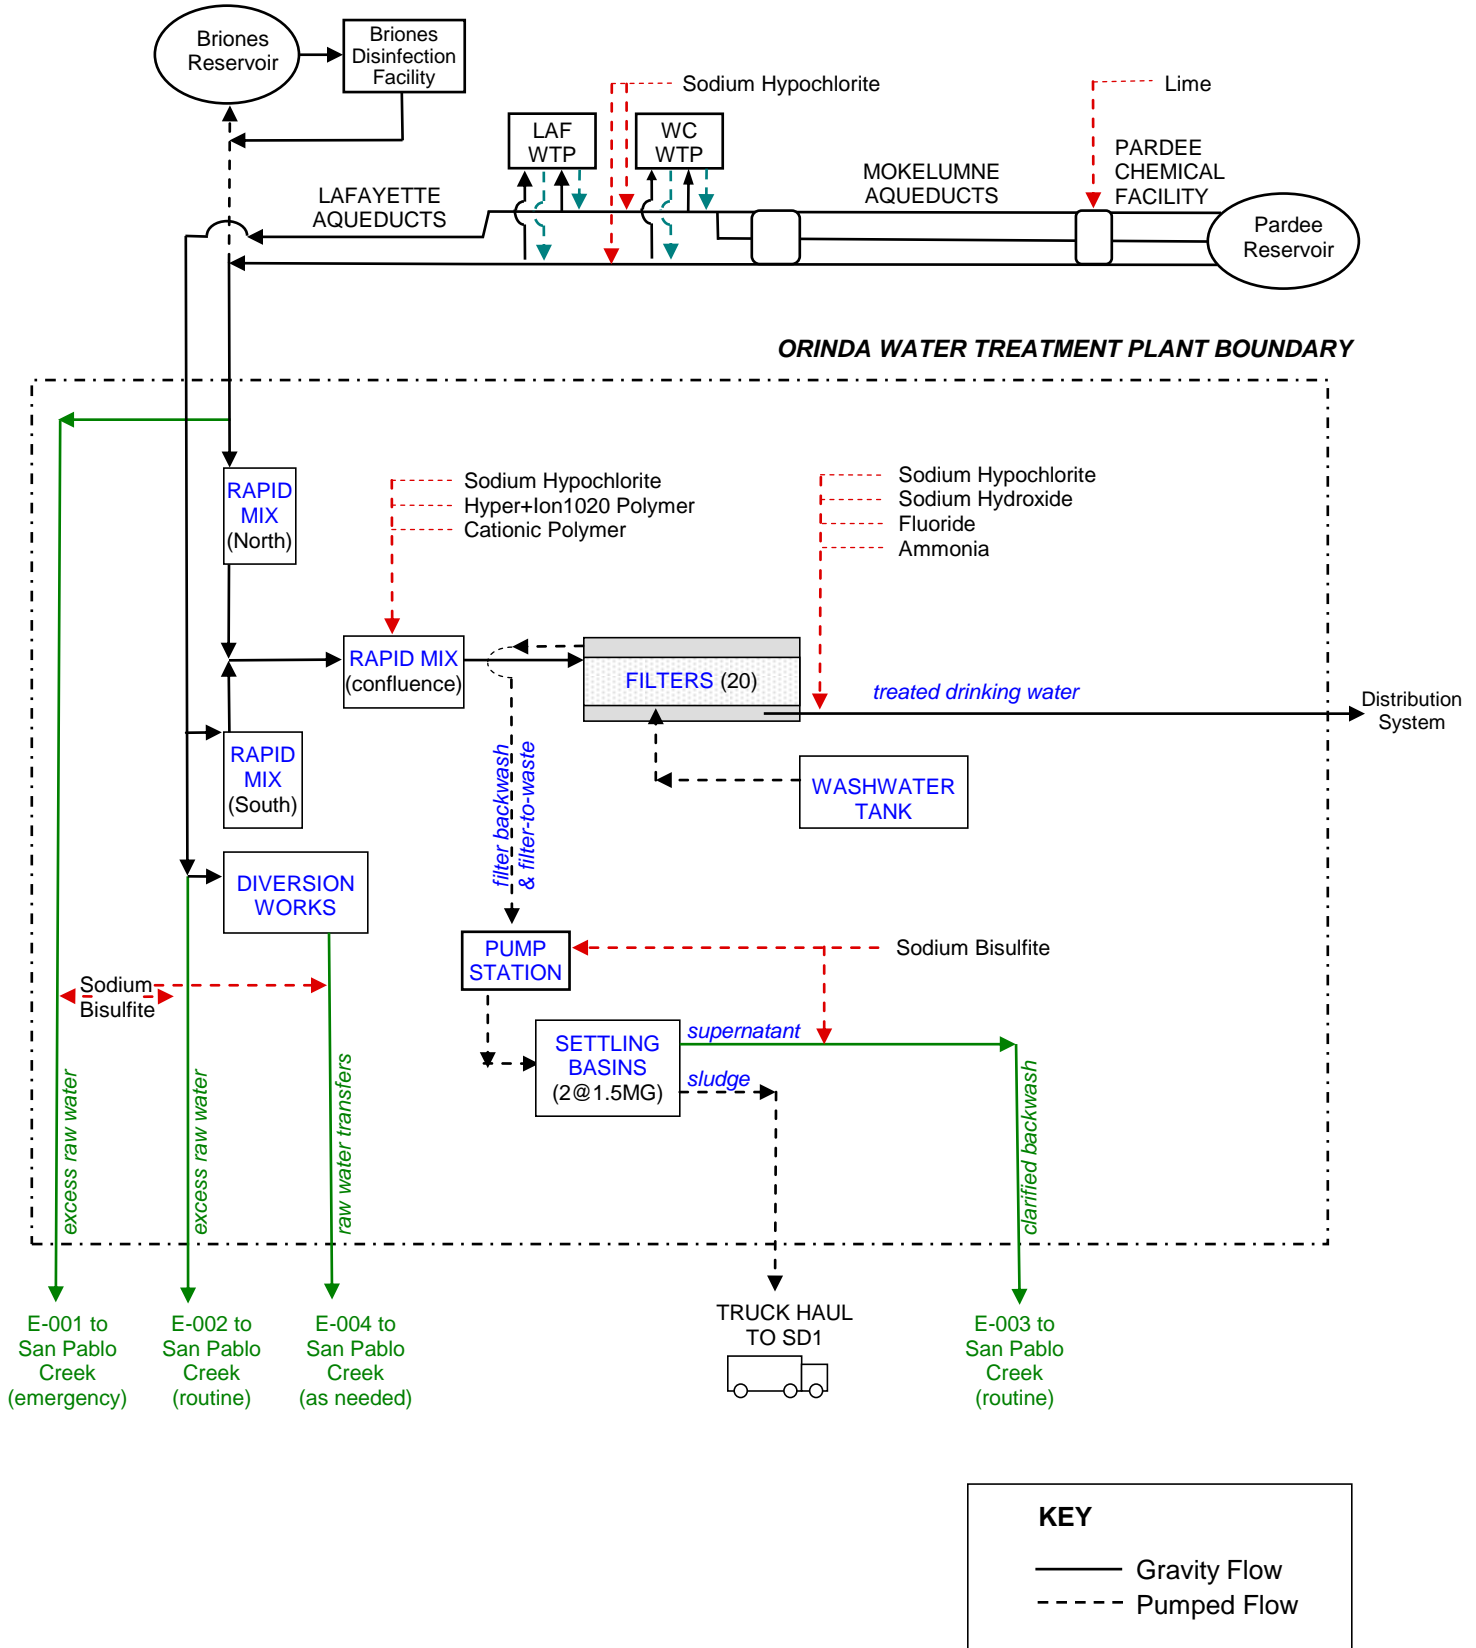 Briones
Reservoir
Briones
Disinfection
Facility
Sodium Hypochlorite
Lime
LAF
WTP
WC
WTP
LAFAYETTE
AQUEDUCTS
MOKELUMNE
AQUEDUCTS
PARDEE
CHEMICAL
FACILITY
Pardee
Reservoir
ORINDA WATER TREATMENT PLANT BOUNDARY
RAPID
MIX
(North)
Sodium Hypochlorite
Hyper+Ion1020 Polymer
Cationic Polymer
Sodium Hypochlorite
Sodium Hydroxide
Fluoride
Ammonia
RAPID MIX
(confluence)
FILTERS (20)
treated drinking water
Distribution
System
RAPID
MIX
(South)
WASHWATER
TANK
filter backwash
& filter-to-waste
DIVERSION
WORKS
PUMP
STATION
Sodium Bisulfite
Sodium
Bisulfite
SETTLING
BASINS
(2@1.5MG)
supernatant
sludge
excess raw water
excess raw water
raw water transfers
clarified backwash
E-001 to
San Pablo
Creek
(emergency)
E-002 to
San Pablo
Creek
(routine)
E-004 to
San Pablo
Creek
(as needed)
TRUCK HAUL
TO SD1
E-003 to
San Pablo
Creek
(routine)
KEY
Gravity Flow
Pumped Flow